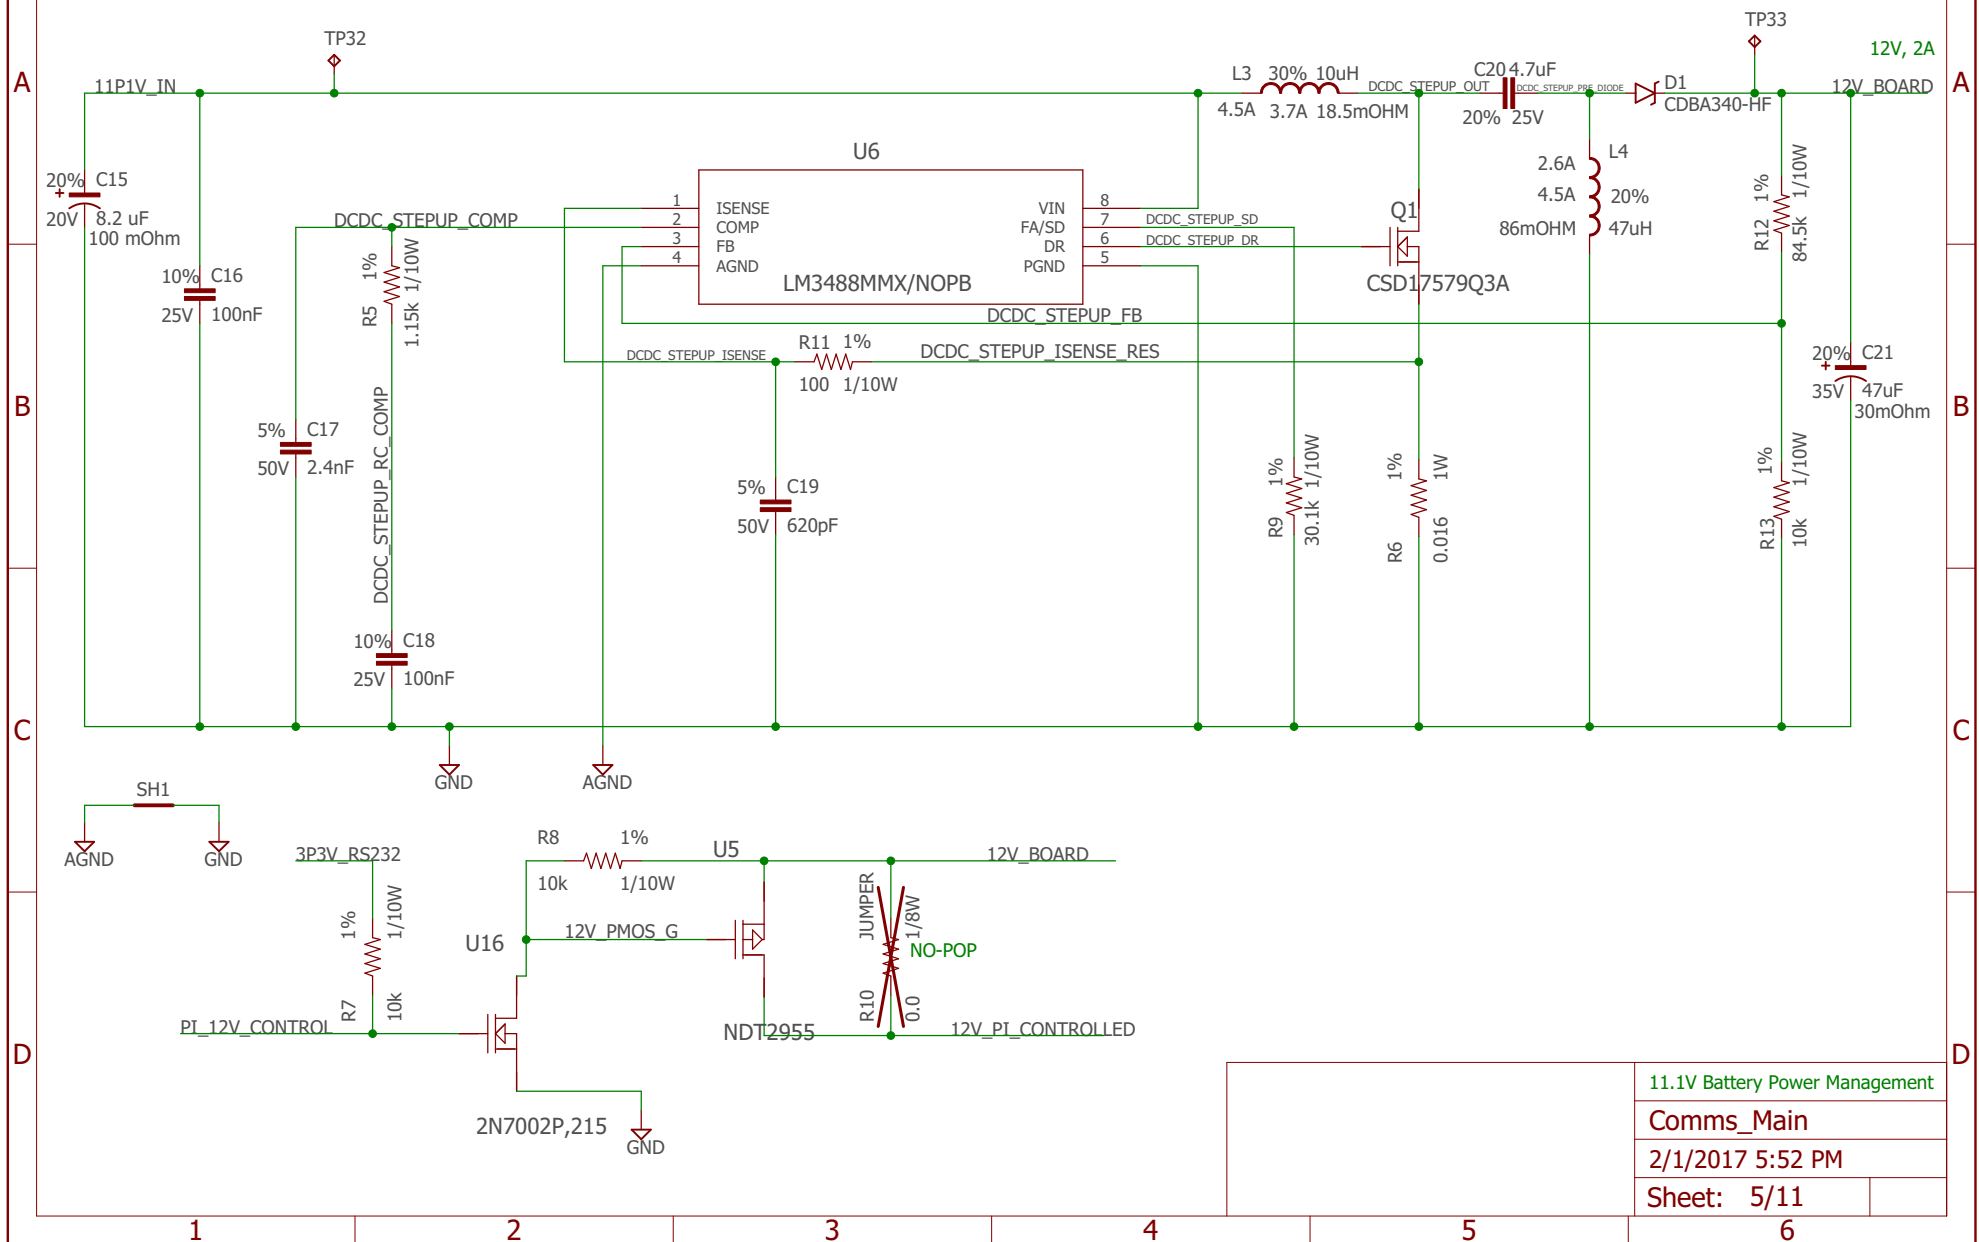 TP32
TP33
12V, 2A
A
A
11P1V_IN
L3 30% 10uH
4.5A 3.7A 18.5mOHM
DCDC_STEPUP_OUT
C20 4.7uF
20% 25V
DCDC_STEPUP_PRE_DIODE
D1
CDBA340-HF
12V_BOARD
20% C15
+
20V 8.2 uF
100 mOhm
10% C16
25V 100nF
DCDC_STEPUP_COMP
R5 1%
1.15k 1/10W
U6
1 ISENSE
2 COMP
3 FB
4 AGND
VIN 8
FA/SD 7
DR 6
PGND 5
LM3488MMX/NOPB
DCDC_STEPUP_SD
DCDC_STEPUP_DR
Q1
CSD17579Q3A
2.6A L4
4.5A 20%
86mOHM 47uH
R12 1%
84.5k 1/10W
DCDC_STEPUP_FB
DCDC_STEPUP_ISENSE
R11 1%
100 1/10W
DCDC_STEPUP_ISENSE_RES
20% C21
+
35V 47uF
30mOhm
B
B
5% C17
50V 2.4nF
DCDC_STEPUP_RC_COMP
5% C19
50V 620pF
R9 1%
30.1k 1/10W
R6 1%
0.016 1W
R13 1%
10k 1/10W
10% C18
25V 100nF
C
C
GND
AGND
SH1
AGND
GND
3P3V_RS232
R7 1%
10k 1/10W
PI_12V_CONTROL
R8 1%
10k 1/10W
U5
12V_BOARD
U16
12V_PMOS_G
JUMPER
1/8W
NO-POP
R10
0.0
NDT2955
12V_PI_CONTROLLED
2N7002P,215
GND
D
D
11.1V Battery Power Management
Comms_Main
2/1/2017 5:52 PM
Sheet: 5/11
1 2 3 4 5 6